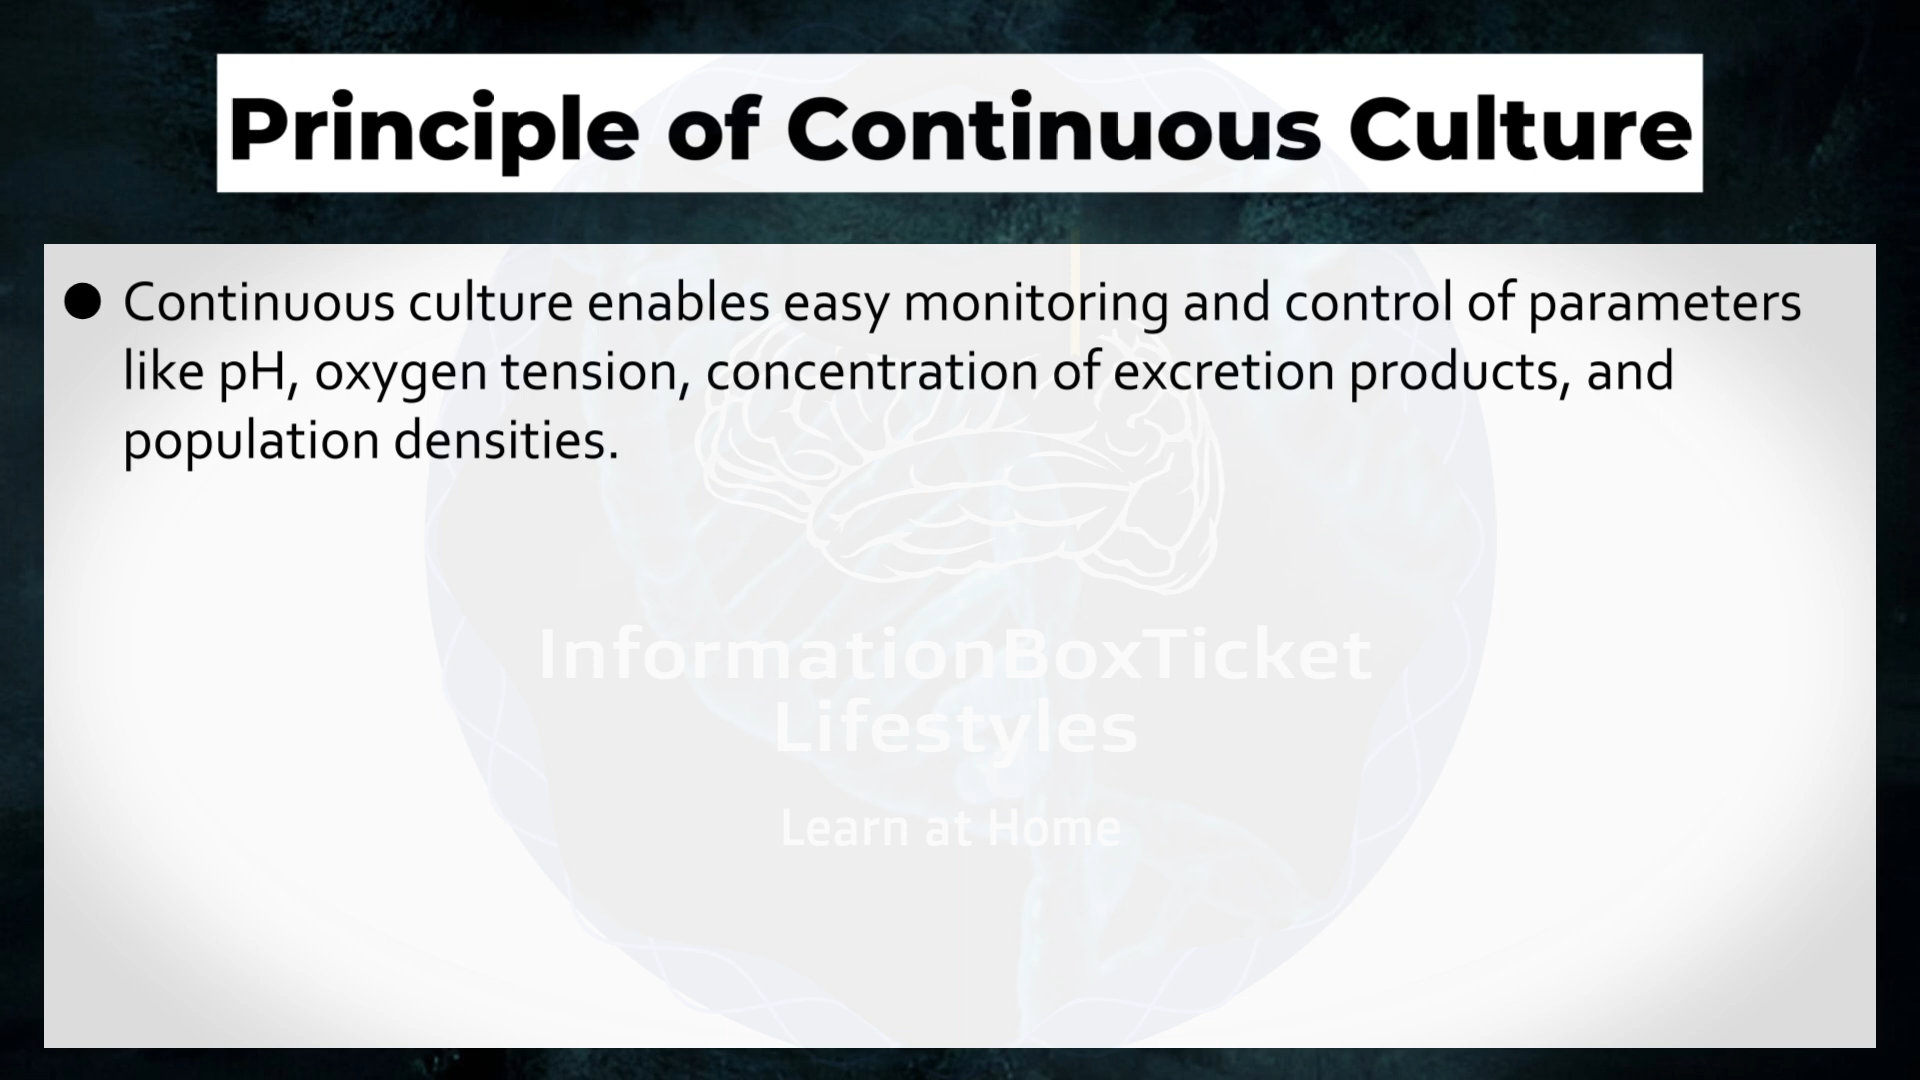 Principle of Continuous Culture
● Continuous culture enables easy monitoring and control of parameters
like pH, oxygen tension, concentration of excretion products, and
population densities.
InformationBoxTicket
Lifestyles
Learn at Home